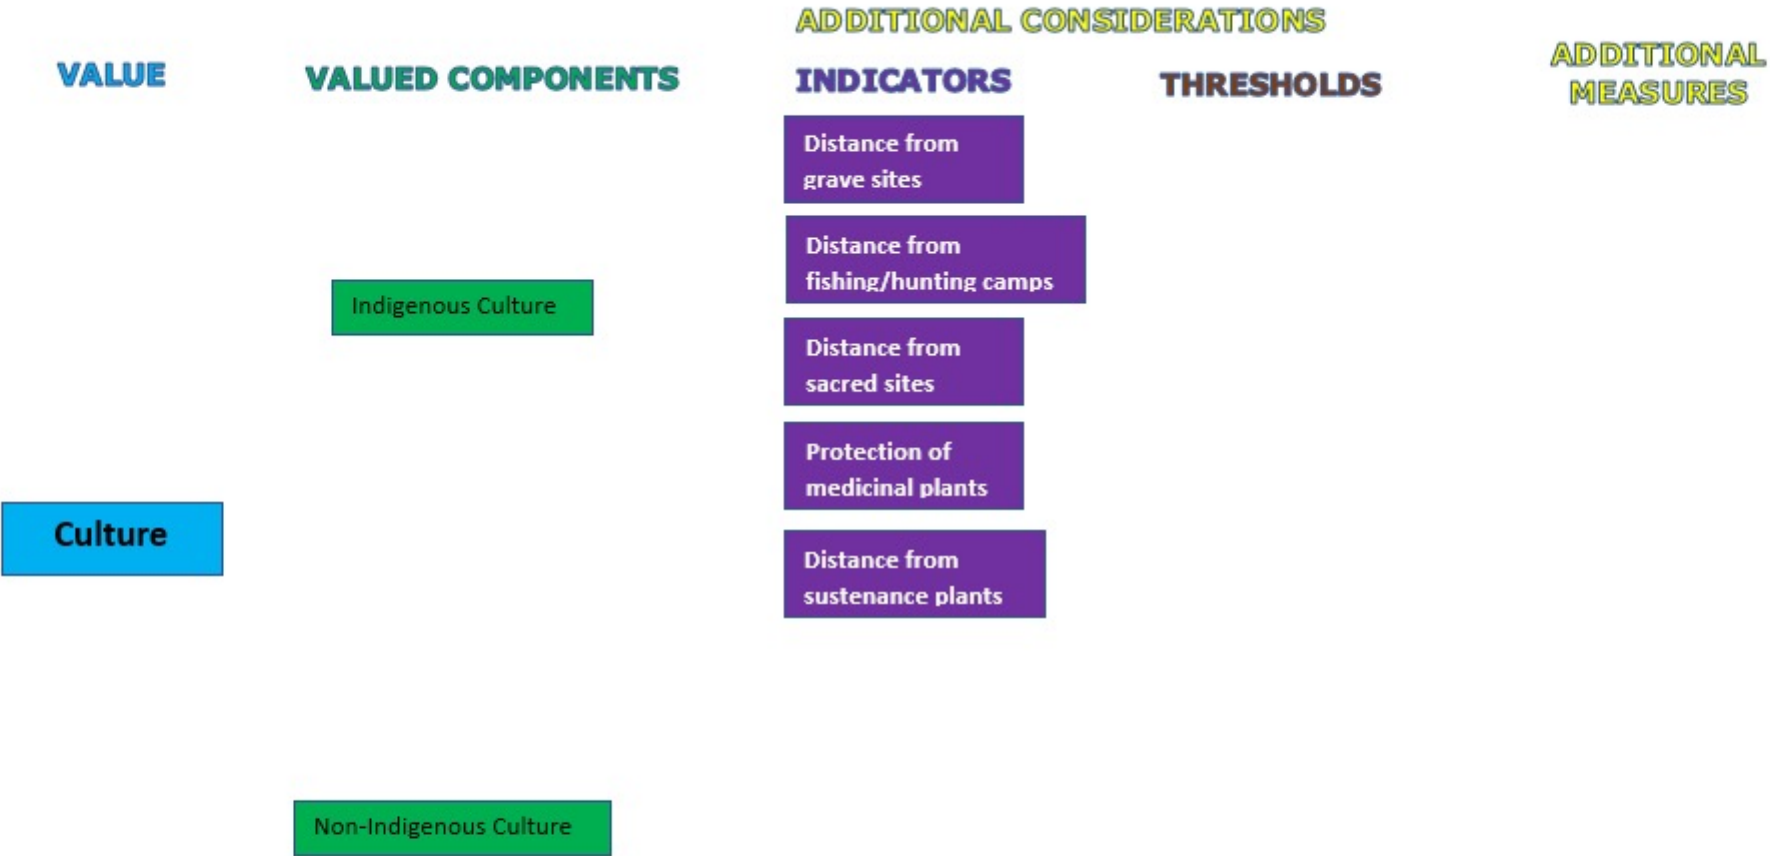 ADDITIONAL CONSIDERATIONS
VALUE
VALUED COMPONENTS
INDICATORS
THRESHOLDS
ADDITIONAL
MEASURES
Distance from
grave sites
Distance from
fishing/hunting camps
Indigenous Culture
Distance from
sacred sites
Protection of
medicinal plants
Culture
Distance from
sustenance plants
Non-Indigenous Culture